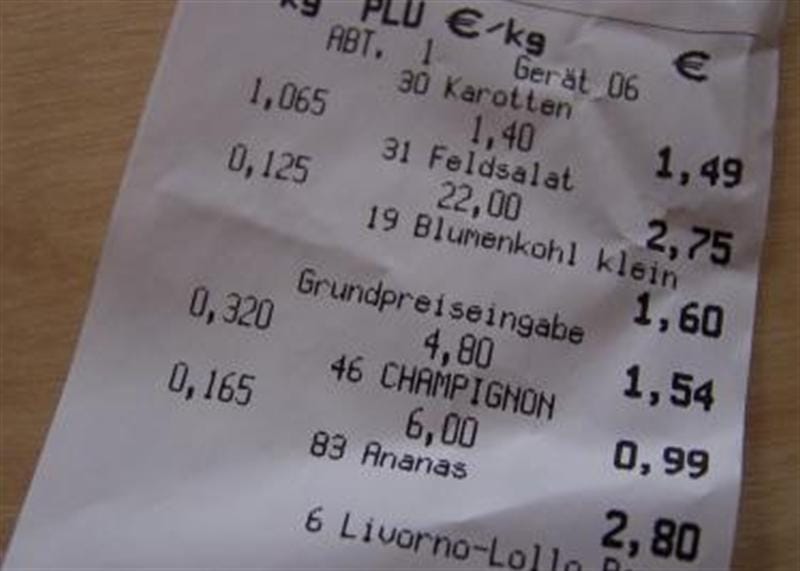 kg PLU €/kg €
ABT. 1 Gerät 06
30 Karotten
1,065 1,40 1,49
31 Feldsalat
0,125 22,00 2,75
19 Blumenkohl klein
1,60
Grundpreiseingabe
0,320 4,80 1,54
46 CHAMPIGNON
0,165 6,00 0,99
83 Ananas
2,80
6 Livorno-Lollo